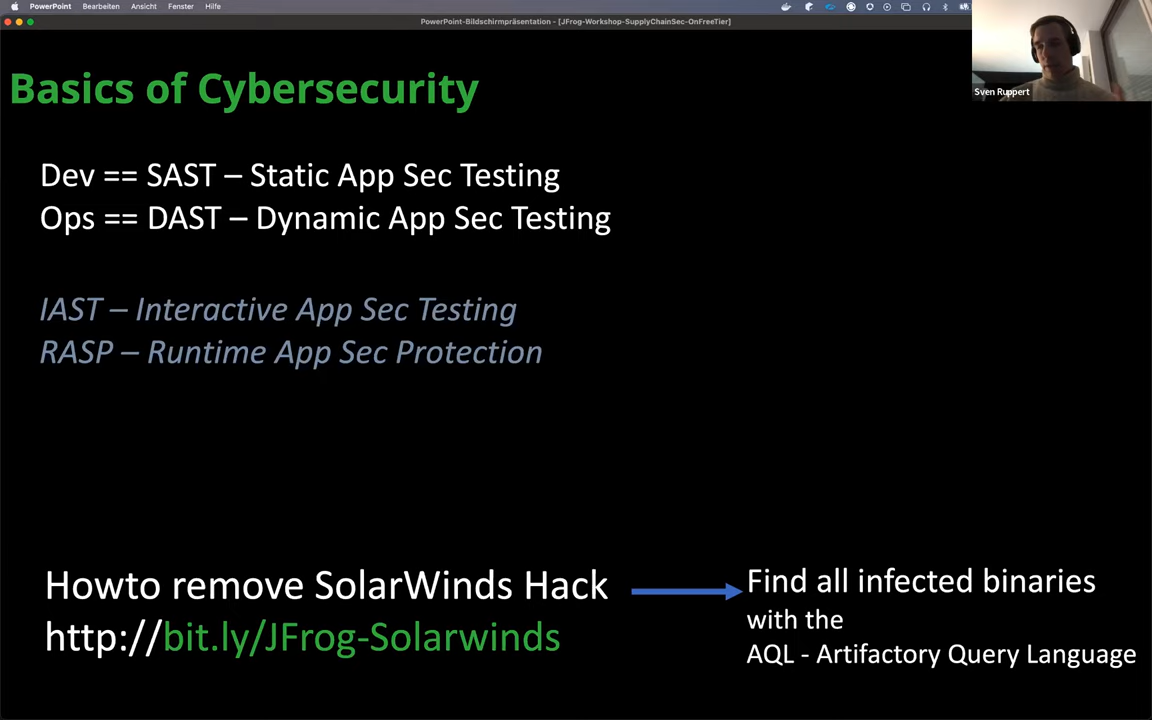 PowerPoint Bearbeiten Ansicht Fenster Hilfe
PowerPoint-Bildschirmpräsentation - [JFrog-Workshop-SupplyChainSec-OnFreeTier]
Sven Ruppert
Basics of Cybersecurity
Dev == SAST – Static App Sec Testing
Ops == DAST – Dynamic App Sec Testing
IAST – Interactive App Sec Testing
RASP – Runtime App Sec Protection
Howto remove SolarWinds Hack
http://bit.ly/JFrog-Solarwinds
Find all infected binaries
with the
AQL - Artifactory Query Language